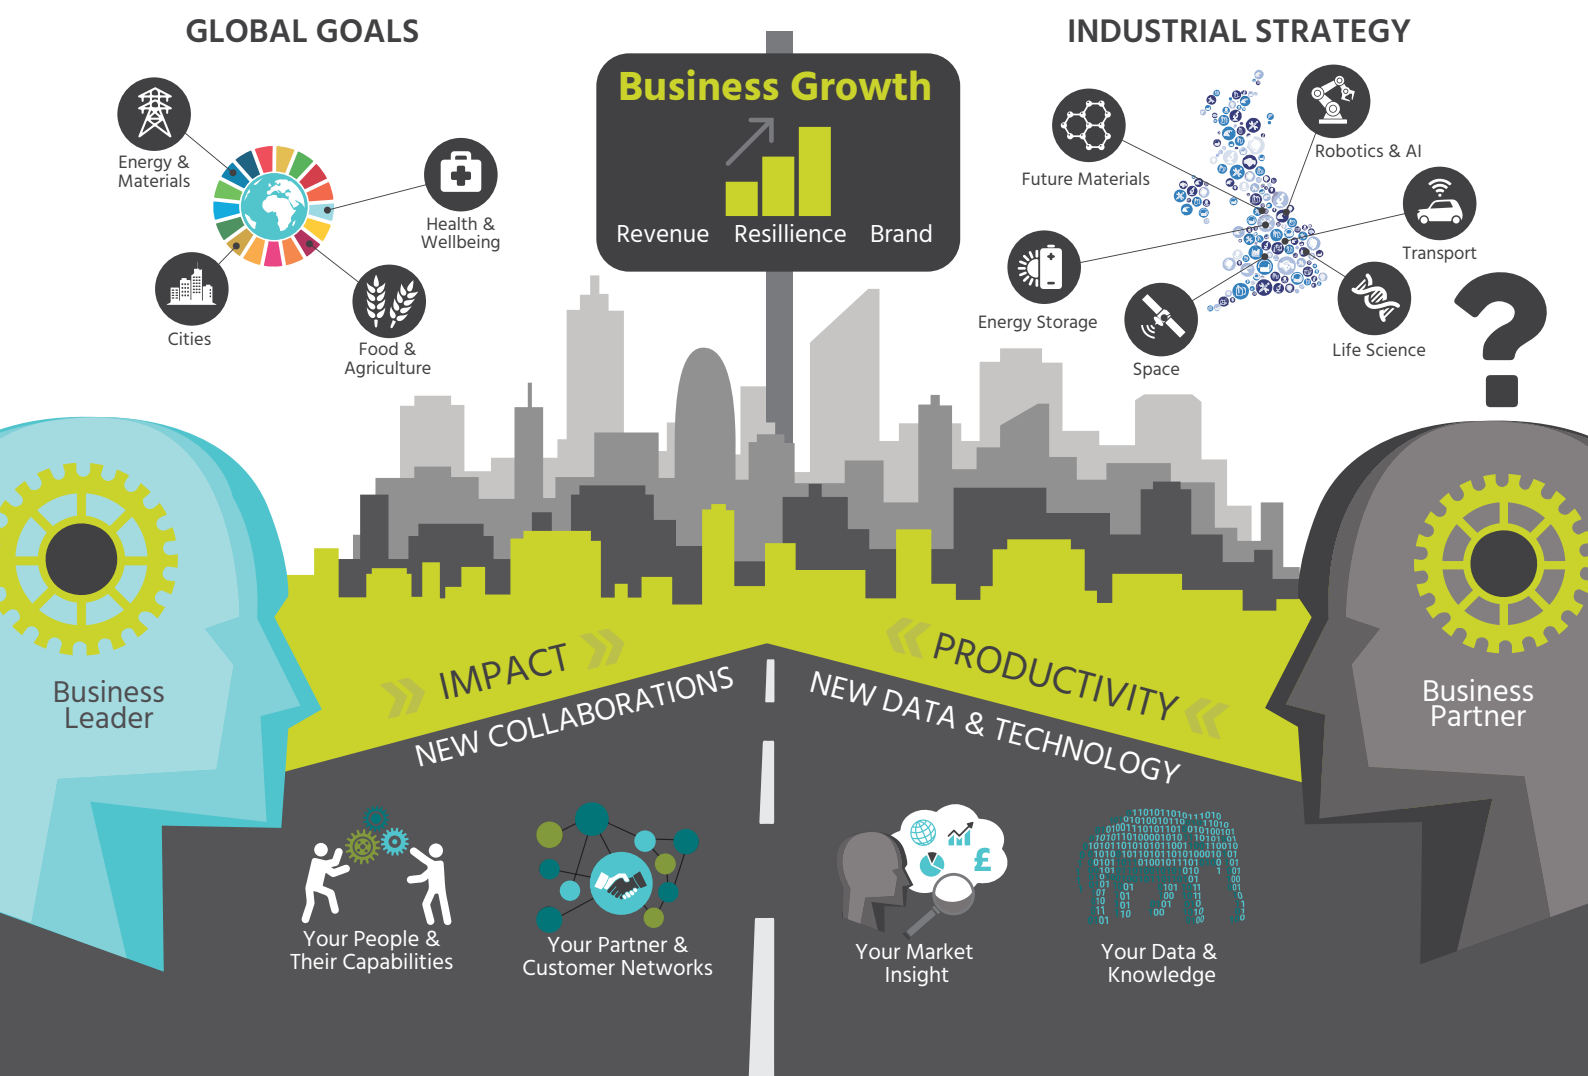 GLOBAL GOALS
Energy &
Materials
Health &
Wellbeing
Cities
Food &
Agriculture
Business Growth
Revenue Resillience Brand
INDUSTRIAL STRATEGY
Future Materials
Robotics & AI
Transport
Energy Storage
Space
Life Science
?
Business
Leader
IMPACT
NEW COLLABORATIONS
PRODUCTIVITY
NEW DATA & TECHNOLOGY
Business
Partner
Your People &
Their Capabilities
Your Partner &
Customer Networks
£
Your Market
Insight
Your Data &
Knowledge